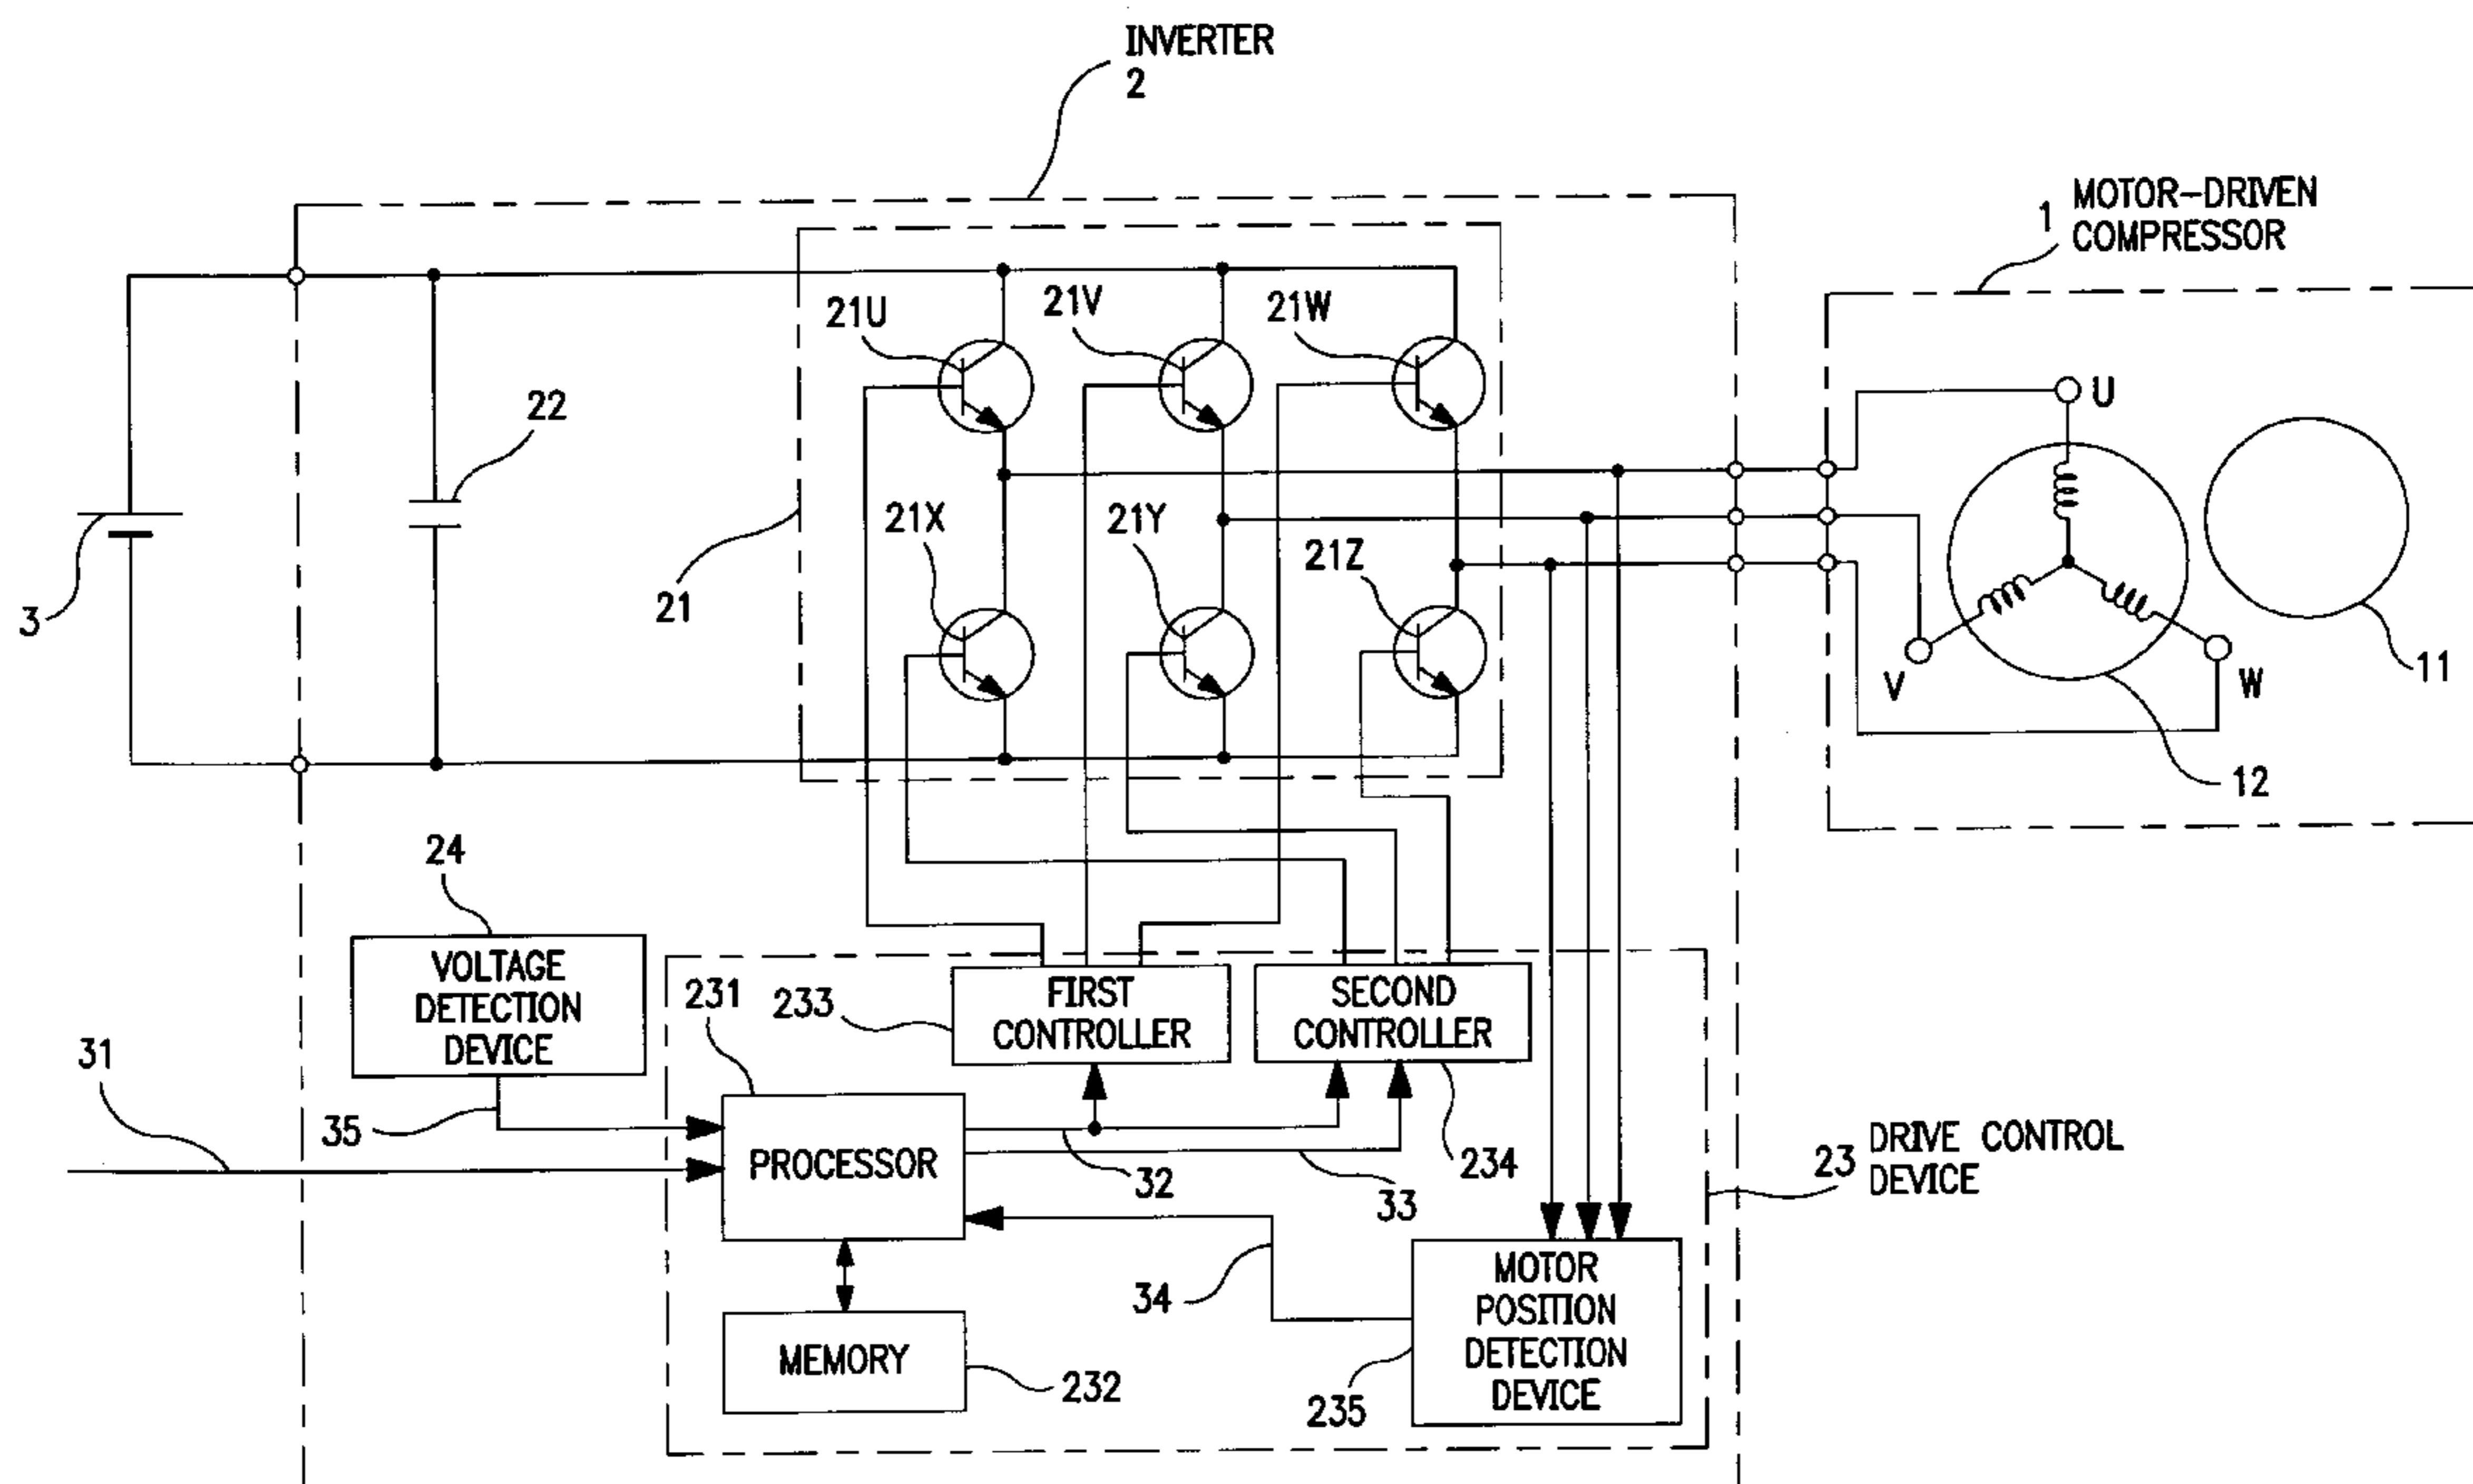 INVERTER
2
1 MOTOR-DRIVEN
COMPRESSOR
21U
21V
21W
22
U
21X
21Y
21Z
21
3
V
W
11
12
24
VOLTAGE
DETECTION
DEVICE
231
233
FIRST
CONTROLLER
SECOND
CONTROLLER
31
35
PROCESSOR
32
33
234
23 DRIVE CONTROL
DEVICE
34
MOTOR
POSITION
DETECTION
DEVICE
MEMORY
232
235